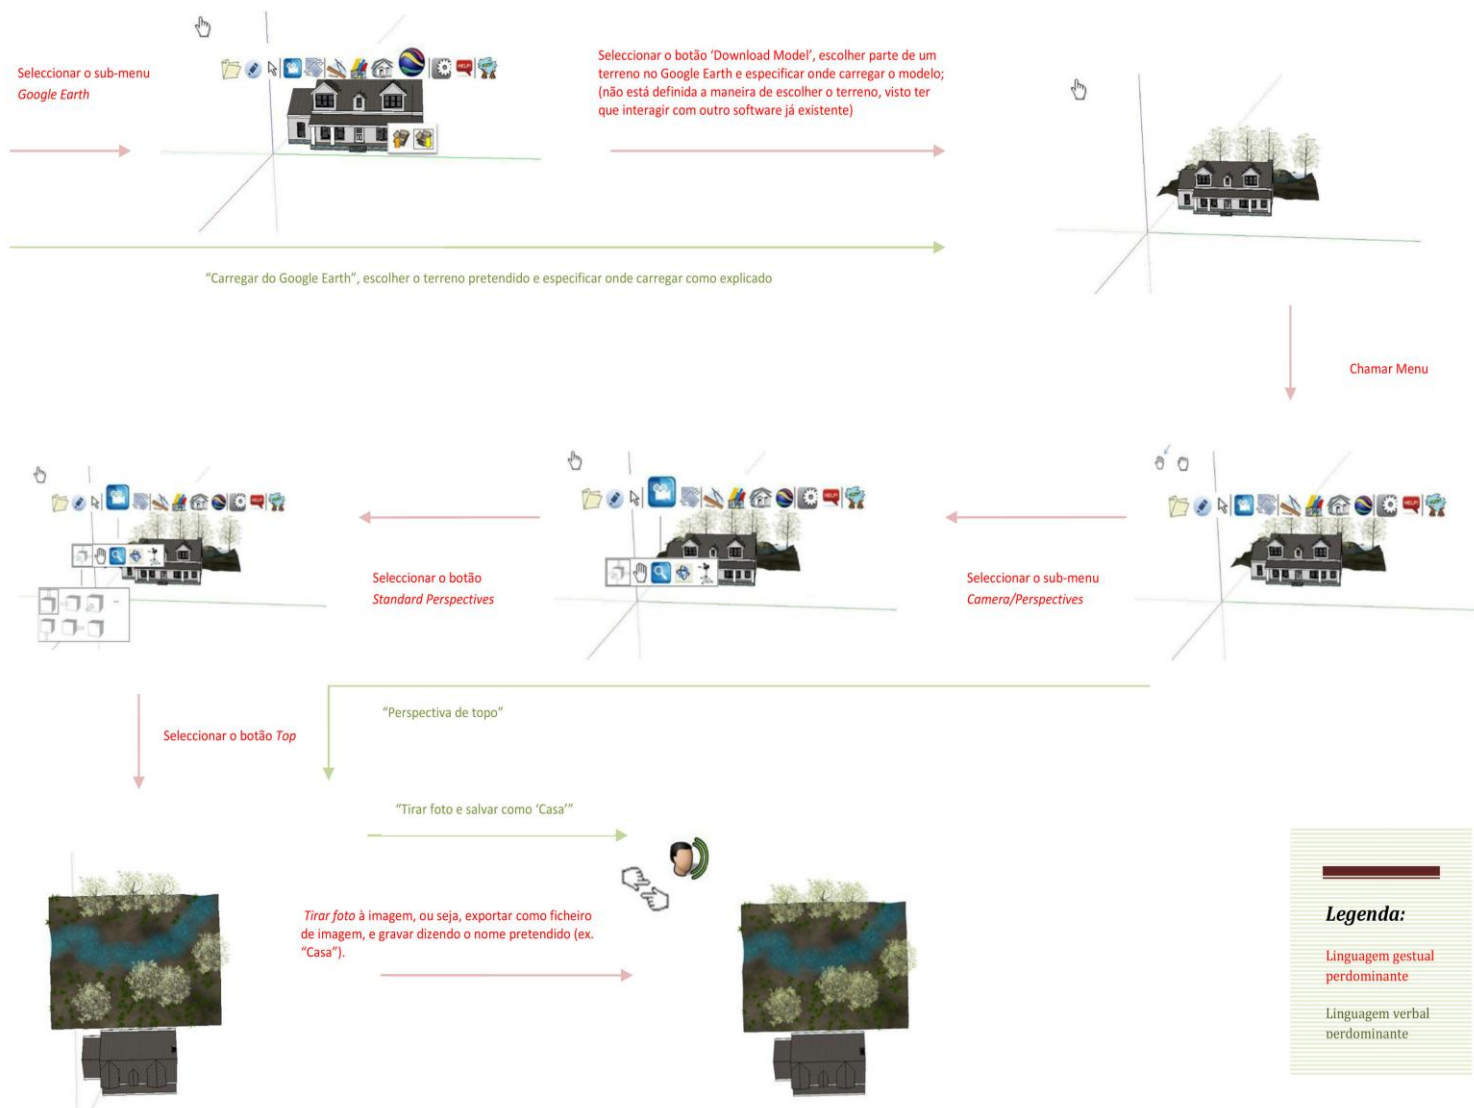 Seleccionar o sub-menu
Google Earth
Seleccionar o botão ‘Download Model’, escolher parte de um
terreno no Google Earth e especificar onde carregar o modelo;
(não está definida a maneira de escolher o terreno, visto ter
que interagir com outro software já existente)
“Carregar do Google Earth”, escolher o terreno pretendido e especificar onde carregar como explicado
Chamar Menu
Seleccionar o botão
Standard Perspectives
Seleccionar o sub-menu
Camera/Perspectives
“Perspectiva de topo”
Seleccionar o botão Top
“Tirar foto e salvar como ‘Casa’”
Tirar foto à imagem, ou seja, exportar como ficheiro
de imagem, e gravar dizendo o nome pretendido (ex.
“Casa”).
Legenda:
Linguagem gestual
perdominante
Linguagem verbal
perdominante